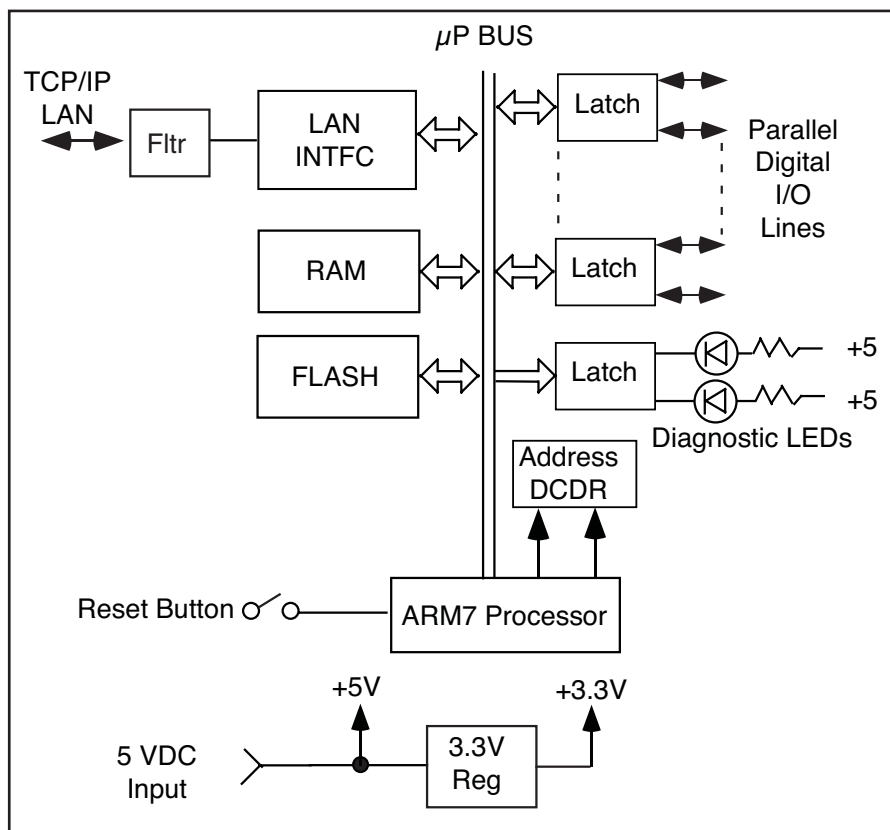 µP BUS
TCP/IP
LAN
Fltr
LAN
INTFC
Latch
Parallel
Digital
I/O
Lines
RAM
Latch
FLASH
Latch
+5
+5
Diagnostic LEDs
Address
DCDR
Reset Button
ARM7 Processor
+5V
+3.3V
5 VDC
Input
3.3V
Reg